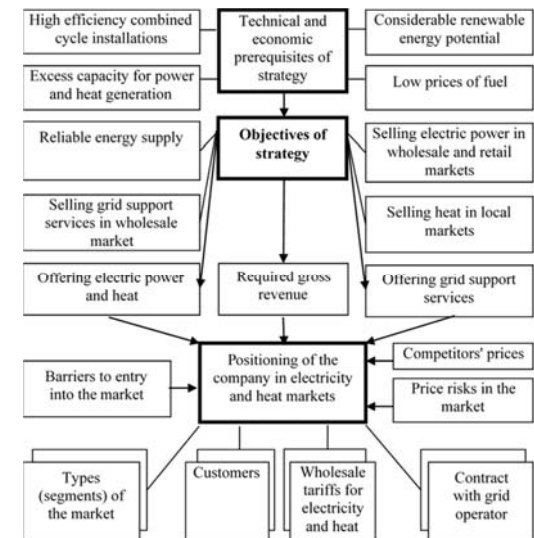 High efficiency combined
cycle installations
Technical and
economic
prerequisites of
strategy
Considerable renewable
energy potential
Excess capacity for power
and heat generation
Low prices of fuel
Reliable energy supply
Objectives of
strategy
Selling electric power in
wholesale and retail
markets
Selling grid support
services in wholesale
market
Selling heat in local
markets
Offering electric power
and heat
Required gross
revenue
Offering grid support
services
Positioning of the
company in electricity
and heat markets
Competitors' prices
Barriers to entry
into the market
Price risks in the
market
Types
(segments) of
the market
Customers
Wholesale
tariffs for
electricity
and heat
Contract
with grid
operator